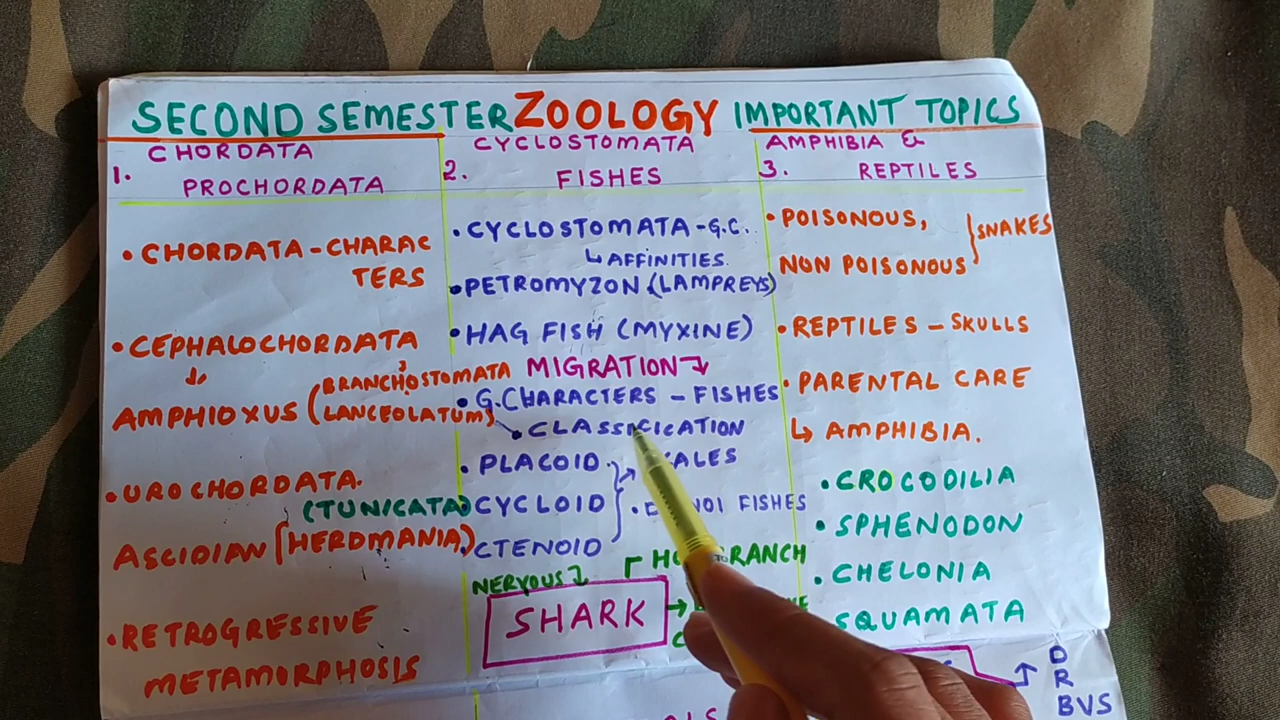 SECOND SEMESTER ZOOLOGY IMPORTANT TOPICS
1. CHORDATA
PROCHORDATA
• CHORDATA - CHARAC
TERS
• CEPHALOCHORDATA
AMPHIOXUS (BRANCHOSTOMATA
LANCEOLATUM)
• UROCHORDATA.
(TUNICATA)
ASCIDIAN (HERDMANIA)
• RETROGRESSIVE
METAMORPHOSIS
2. CYCLOSTOMATA
FISHES
• CYCLOSTOMATA - G.C.
↳ AFFINITIES.
• PETROMYZON (LAMPREYS)
• HAG FISH (MYXINE)
MIGRATION
• G.CHARACTERS - FISHES
• CLASSIFICATION
• PLACOID
• CYCLOID
• CTENOID
FISHES
NERVOUS
SHARK
3. AMPHIBIA &
REPTILES
• POISONOUS,
NON POISONOUS } SNAKES
• REPTILES - SKULLS
• PARENTAL CARE
↳ AMPHIBIA.
• CROCODILIA
• SPHENODON
• CHELONIA
SQUAMATA
D
R
BVS